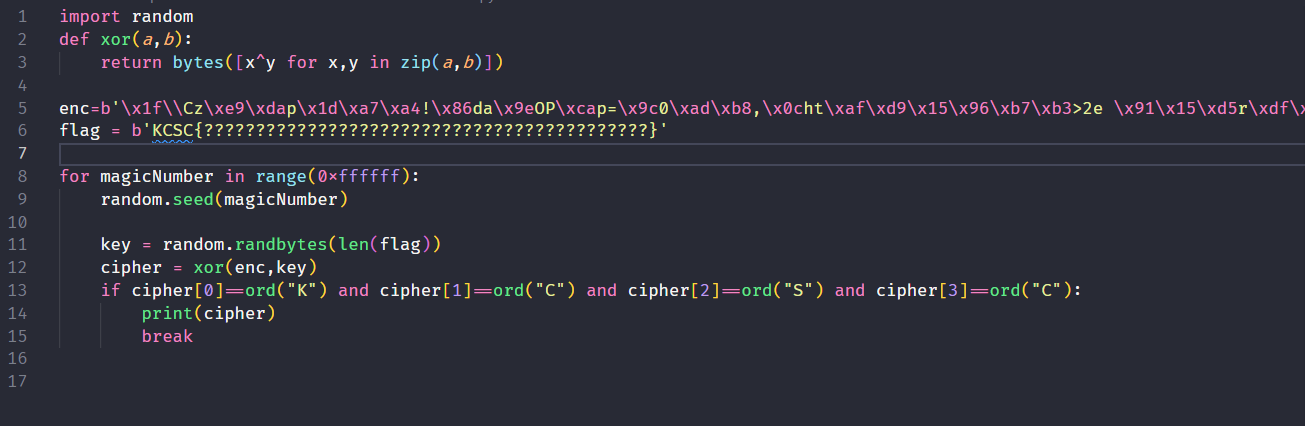 1 import random
2 def xor(a,b):
3     return bytes([x^y for x,y in zip(a,b)])
4
5 enc=b'\x1f\\Cz\xe9\xdap\x1d\xa7\xa4!\x86da\x9eOP\xcap=\x9c0\xad\xb8,\x0cht\xaf\xd9\x15\x96\xb7\xb3>2e \x91\x15\xd5r\xdf\x
6 flag = b'KCSC{???????????????????????????????????????????}'
7
8 for magicNumber in range(0xffffff):
9     random.seed(magicNumber)
10
11     key = random.randbytes(len(flag))
12     cipher = xor(enc,key)
13     if cipher[0]==ord("K") and cipher[1]==ord("C") and cipher[2]==ord("S") and cipher[3]==ord("C"):
14         print(cipher)
15         break
16
17